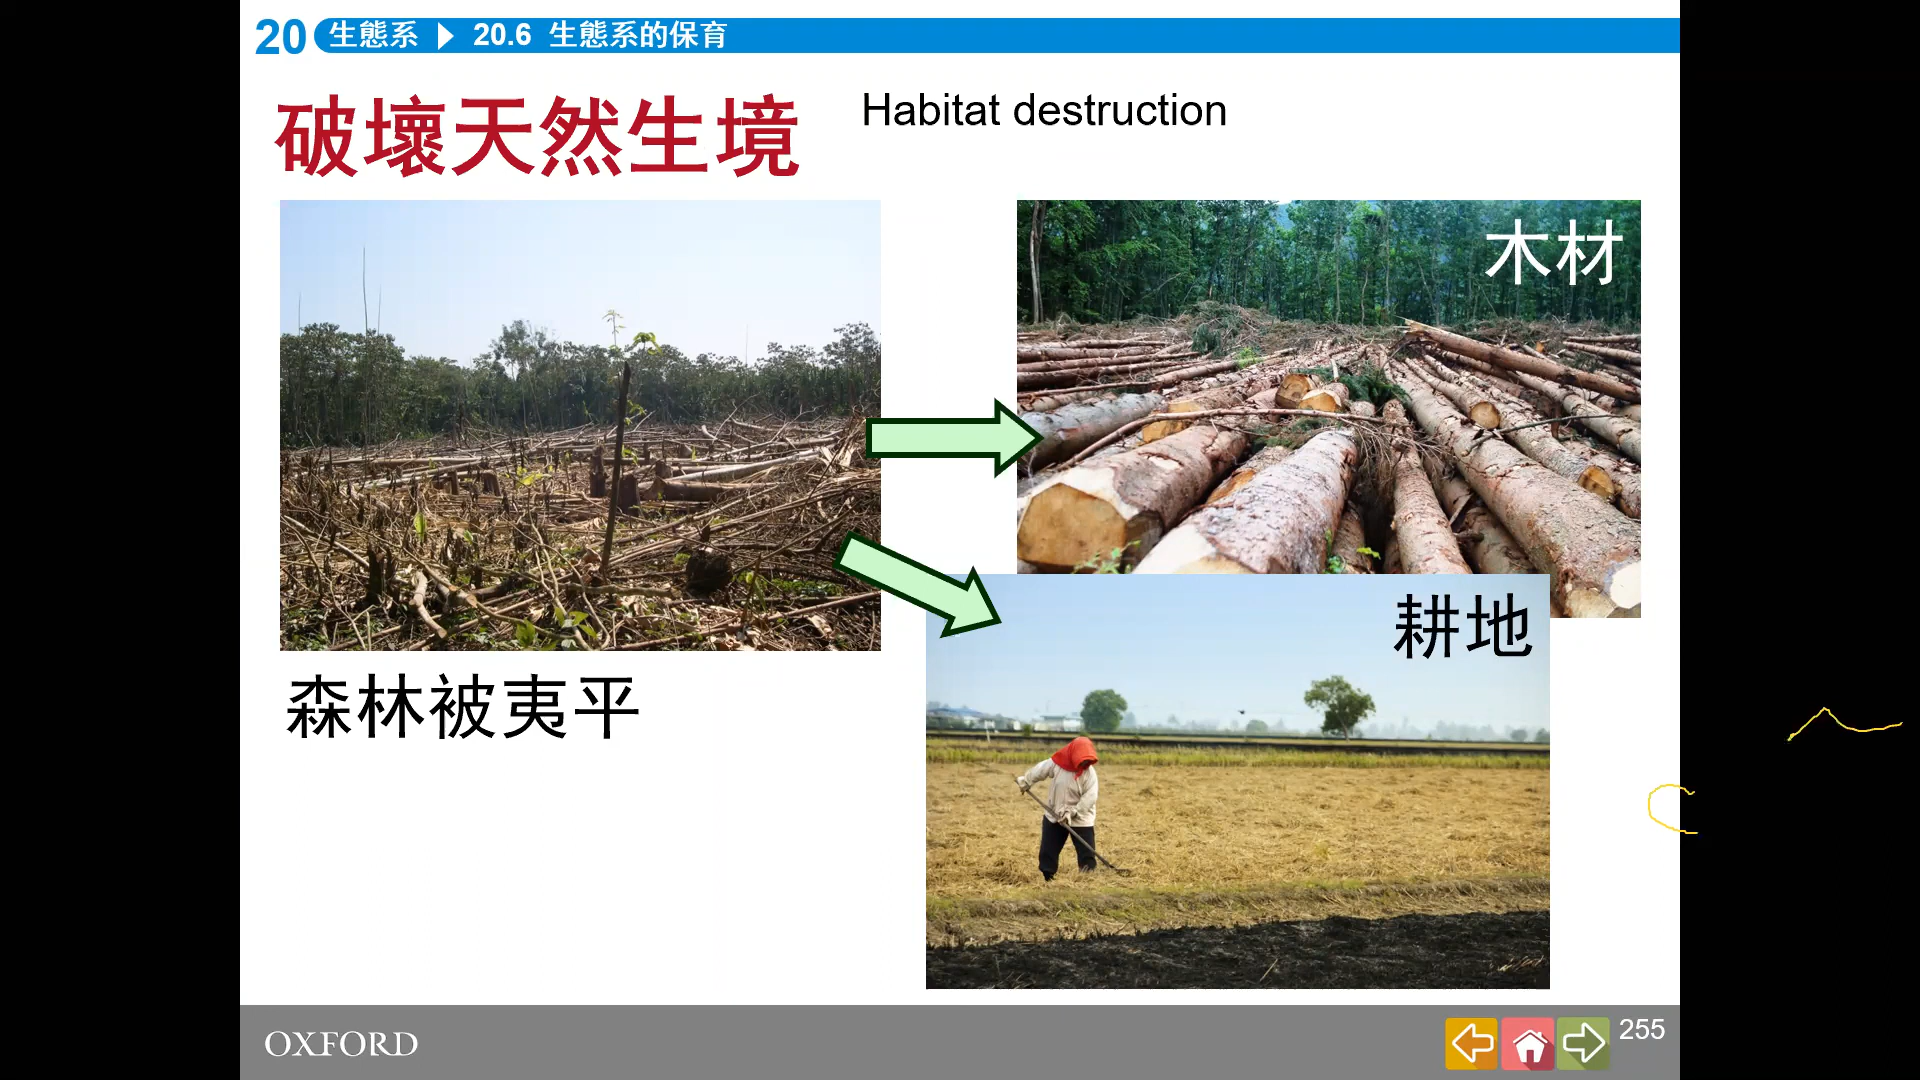 20 生態系 20.6 生態系的保育
破壞天然生境 Habitat destruction
木材
耕地
森林被夷平
OXFORD
255